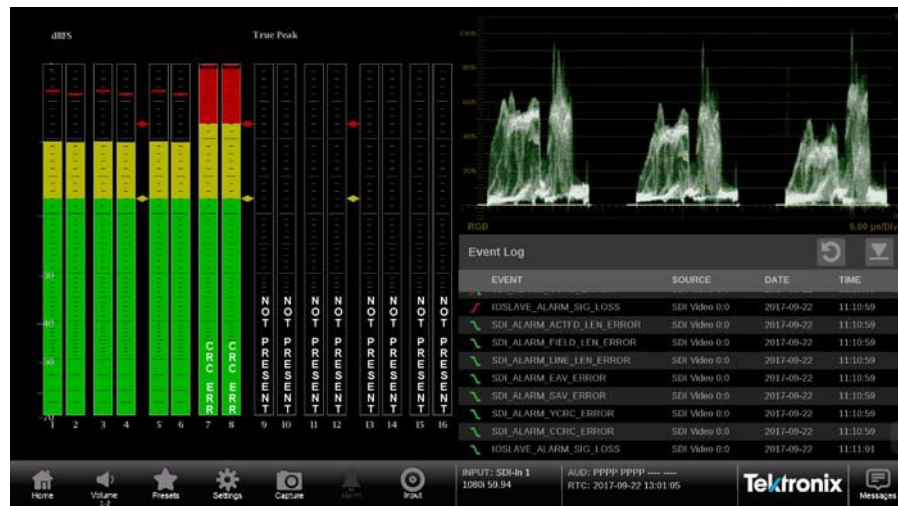 dBFS
True Peak
-30
-40
-50
-70
CRC ERR
CRC ERR
NOT PRESENT
NOT PRESENT
NOT PRESENT
NOT PRESENT
NOT PRESENT
NOT PRESENT
NOT PRESENT
NOT PRESENT
1 2 3 4 5 6 7 8 9 10 11 12 13 14 15 16
RGB
9.00 µs/Div
Event Log
EVENT SOURCE DATE TIME
IOSLAVE_ALARM_SIG_LOSS SDI Video 0:0 2017-09-22 11:10:59
SDI_ALARM_ACTFD_LEN_ERROR SDI Video 0:0 2017-09-22 11:10:59
SDI_ALARM_FIELD_LEN_ERROR SDI Video 0:0 2017-09-22 11:10:59
SDI_ALARM_LINE_LEN_ERROR SDI Video 0:0 2017-09-22 11:10:59
SDI_ALARM_EAV_ERROR SDI Video 0:0 2017-09-22 11:10:59
SDI_ALARM_SAV_ERROR SDI Video 0:0 2017-09-22 11:10:59
SDI_ALARM_YCRC_ERROR SDI Video 0:0 2017-09-22 11:10:59
SDI_ALARM_CCRC_ERROR SDI Video 0:0 2017-09-22 11:10:59
IOSLAVE_ALARM_SIG_LOSS SDI Video 0:0 2017-09-22 11:11:01
Home
Volume
1-2
Presets
Settings
Capture
Alarm
Input
INPUT: SDI-In 1
1080i 59.94
AUD: PPPP PPPP ---- ----
RTC: 2017-09-22 13:01:05
Tektronix
Messages